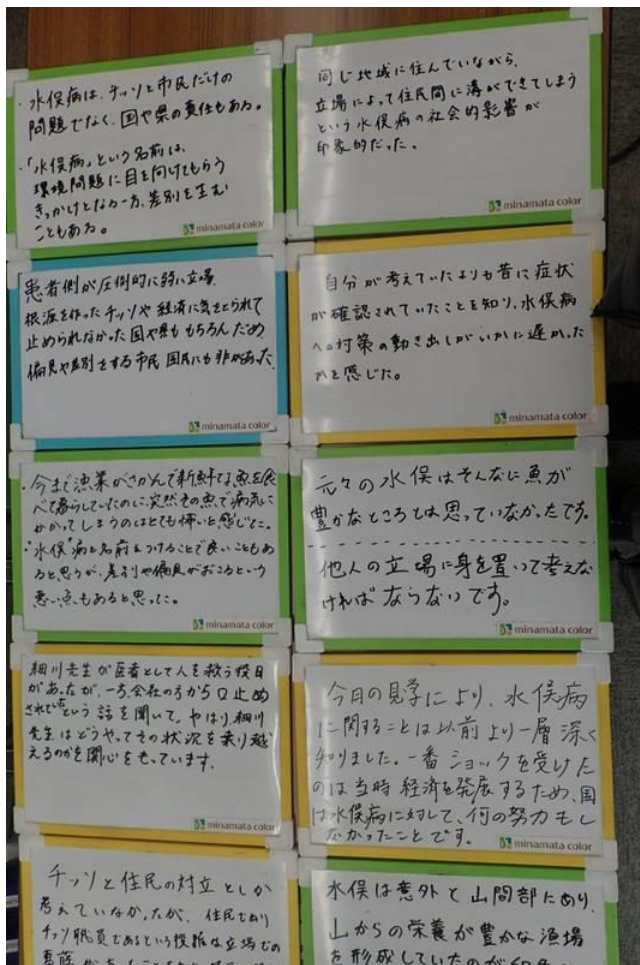 ・水俣病は、チッソと市民だけの
問題でなく、国や県の責任もある。
・「水俣病」という名前は、
環境問題に目を向けてもらう
きっかけとなる一方、差別を生む
こともある。
minamata color
同じ地域に住んでいながら、
立場によって住民間に溝ができてしまう
という水俣病の社会的影響が
印象的だった。
minamata color
患者側が圧倒的に弱い立場
根源を作ったチッソや経済に気をとられて
止められなかった国や県ももちろんだめ
偏見や差別をする市民 国民にも非があった
minamata color
自分が考えていたよりも昔に症状
が確認されていたことを知り、水俣病
への対策の動き出しがいかに遅かった
かと感じた。
minamata color
・今まで漁業がさかんで新鮮な魚を食
べて暮らしていたのに、突然その魚で病気に
かかってしまうのはとても怖いと感じた。
・"水俣"病と名前をつけることで良いこともあ
ると思うが、差別や偏見がおこるという
悪い点もあると思った。
minamata color
元々の水俣はそんなに魚が
豊かなところとは思っていなかったです。
他人の立場に身を置いて考えな
ければならないです。
minamata color
細川先生が医者として人を救う役目
があったが、一方、会社の方から口止め
されていたという話を聞いて、やはり、細川
先生はどうやってその状況を乗り越
えるのかを関心をもっています。
minamata color
今日の見学により、水俣病
に関することは以前より一層深く
知りました。一番ショックを受けた
のは当時経済を発展するため、国
は水俣病に対して、何の努力もし
なかったことです。
minamata color
チッソと住民の対立としか
考えていなかったが、住民であり
チッソ職員であるという複雑な立場での
水俣は意外と山間部にあり、
山からの栄養が豊かな漁場
を形成していたのが